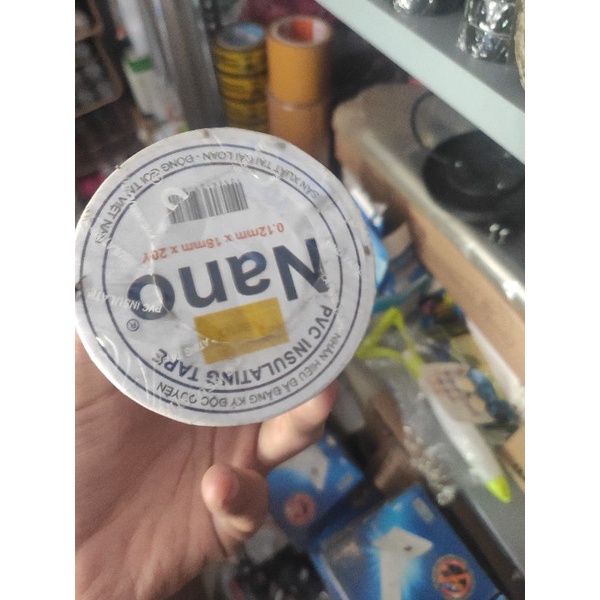 NHÃN HIỆU ĐÃ ĐĂNG KÝ ĐỘC QUYỀN
PVC INSULATING TAPE
Nano®
0.12mm x 18mm x 20Y
SẢN XUẤT TẠI ĐÀI LOAN - ĐÓNG GÓI TẠI VIỆT NAM
PVC INSULATI